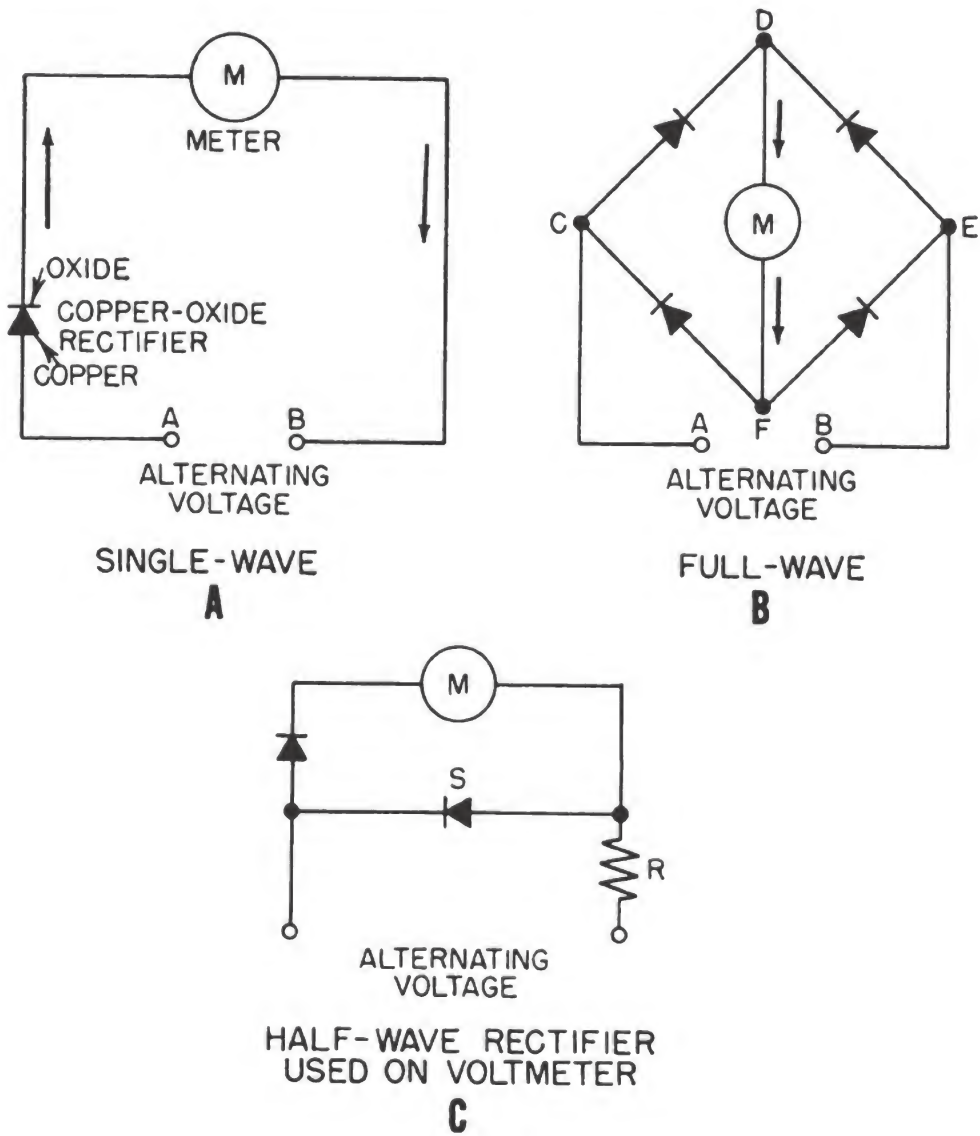 M
METER
OXIDE
COPPER-OXIDE
RECTIFIER
COPPER
A
B
ALTERNATING
VOLTAGE
SINGLE-WAVE
A
D
C
M
E
F
A
B
ALTERNATING
VOLTAGE
FULL-WAVE
B
M
S
R
ALTERNATING
VOLTAGE
HALF-WAVE RECTIFIER
USED ON VOLTMETER
C